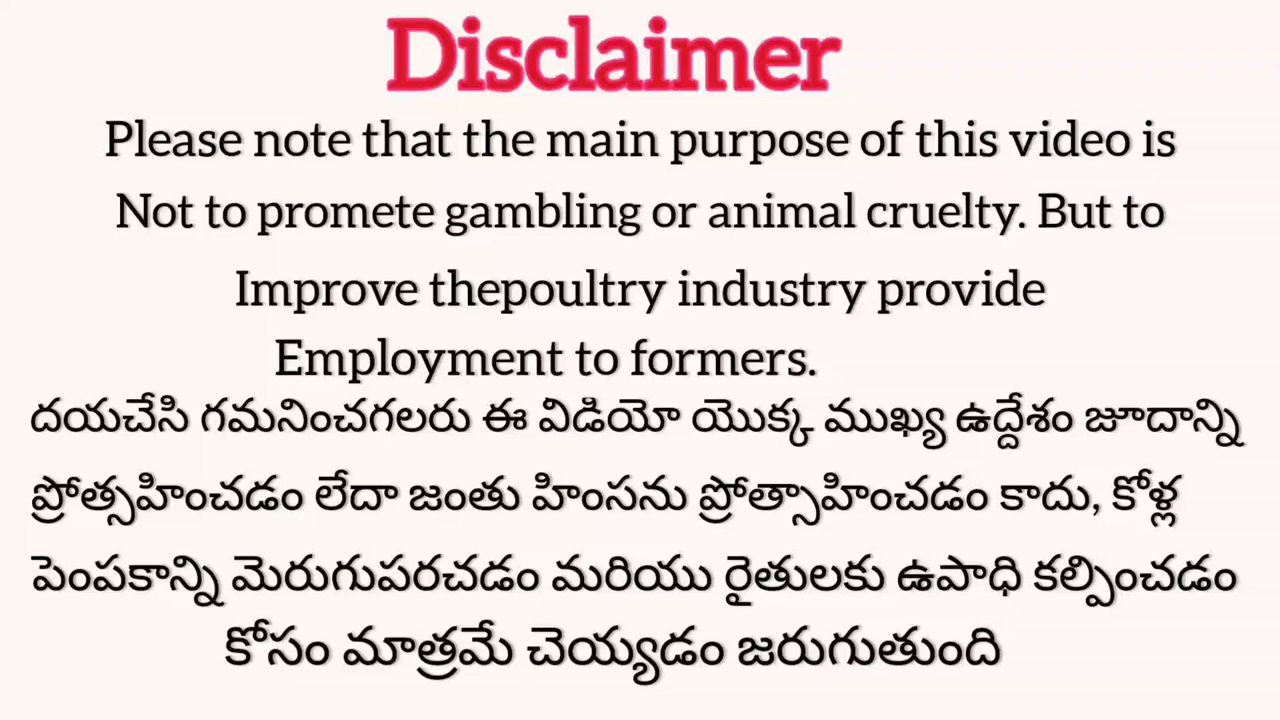 Disclaimer
Please note that the main purpose of this video is
Not to promete gambling or animal cruelty. But to
Improve thepoultry industry provide
Employment to formers.
దయచేసి గమనించగలరు ఈ విడియో యొక్క ముఖ్య ఉద్దేశం జూదాన్ని
ప్రోత్సహించడం లేదా జంతు హింసను ప్రోత్సాహించడం కాదు, కోళ్ల
పెంపకాన్ని మెరుగుపరచడం మరియు రైతులకు ఉపాధి కల్పించడం
కోసం మాత్రమే చెయ్యడం జరుగుతుంది